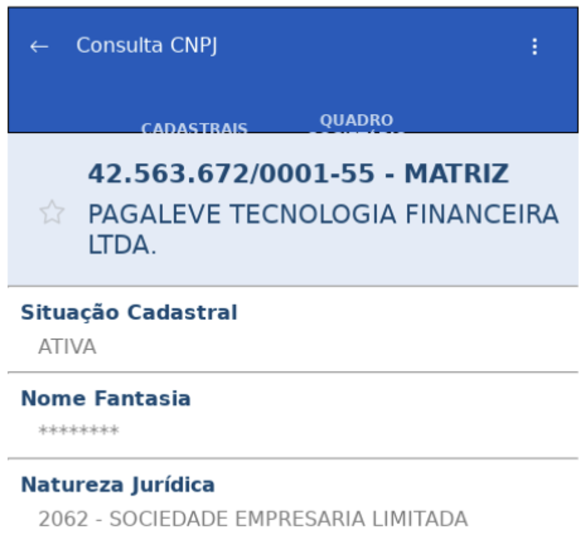 ← Consulta CNPJ
CADASTRAIS
QUADRO
SOCIETÁRIO
42.563.672/0001-55 - MATRIZ
PAGALEVE TECNOLOGIA FINANCEIRA
LTDA.
Situação Cadastral
ATIVA
Nome Fantasia
********
Natureza Jurídica
2062 - SOCIEDADE EMPRESARIA LIMITADA